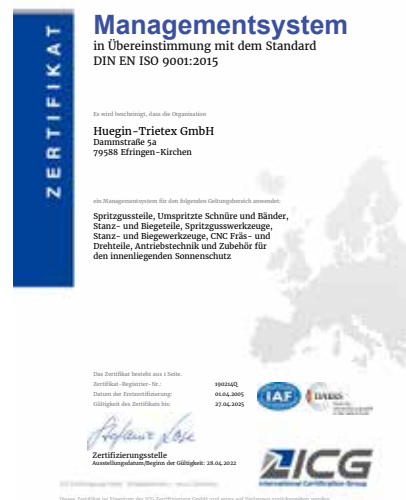 ZERTIFIKAT
Managementsystem
in Übereinstimmung mit dem Standard
DIN EN ISO 9001:2015
Es wird bescheinigt, dass die Organisation
Huegin-Trietex GmbH
Dammstraße 5a
79588 Efringen-Kirchen
ein Managementsystem für den folgenden Geltungsbereich anwendet:
Spritzgussteile, Umspritzte Schnüre und Bänder,
Stanz- und Biegeteile, Spritzgusswerkzeuge,
Stanz- und Biegewerkzeuge, CNC Fräs- und
Drehteile, Antriebstechnik und Zubehör für
den innenliegenden Sonnenschutz
Das Zertifikat besteht aus 1 Seite.
Zertifikat-Registrier-Nr.: 190214Q
Datum der Erstzertifizierung: 01.04.2005
Gültigkeit des Zertifikats bis: 27.04.2025
IAF
DAkkS
Stefanie Lose
Zertifizierungsstelle
Ausstellungsdatum/Beginn der Gültigkeit: 28.04.2022
ZICG
International Certification Group